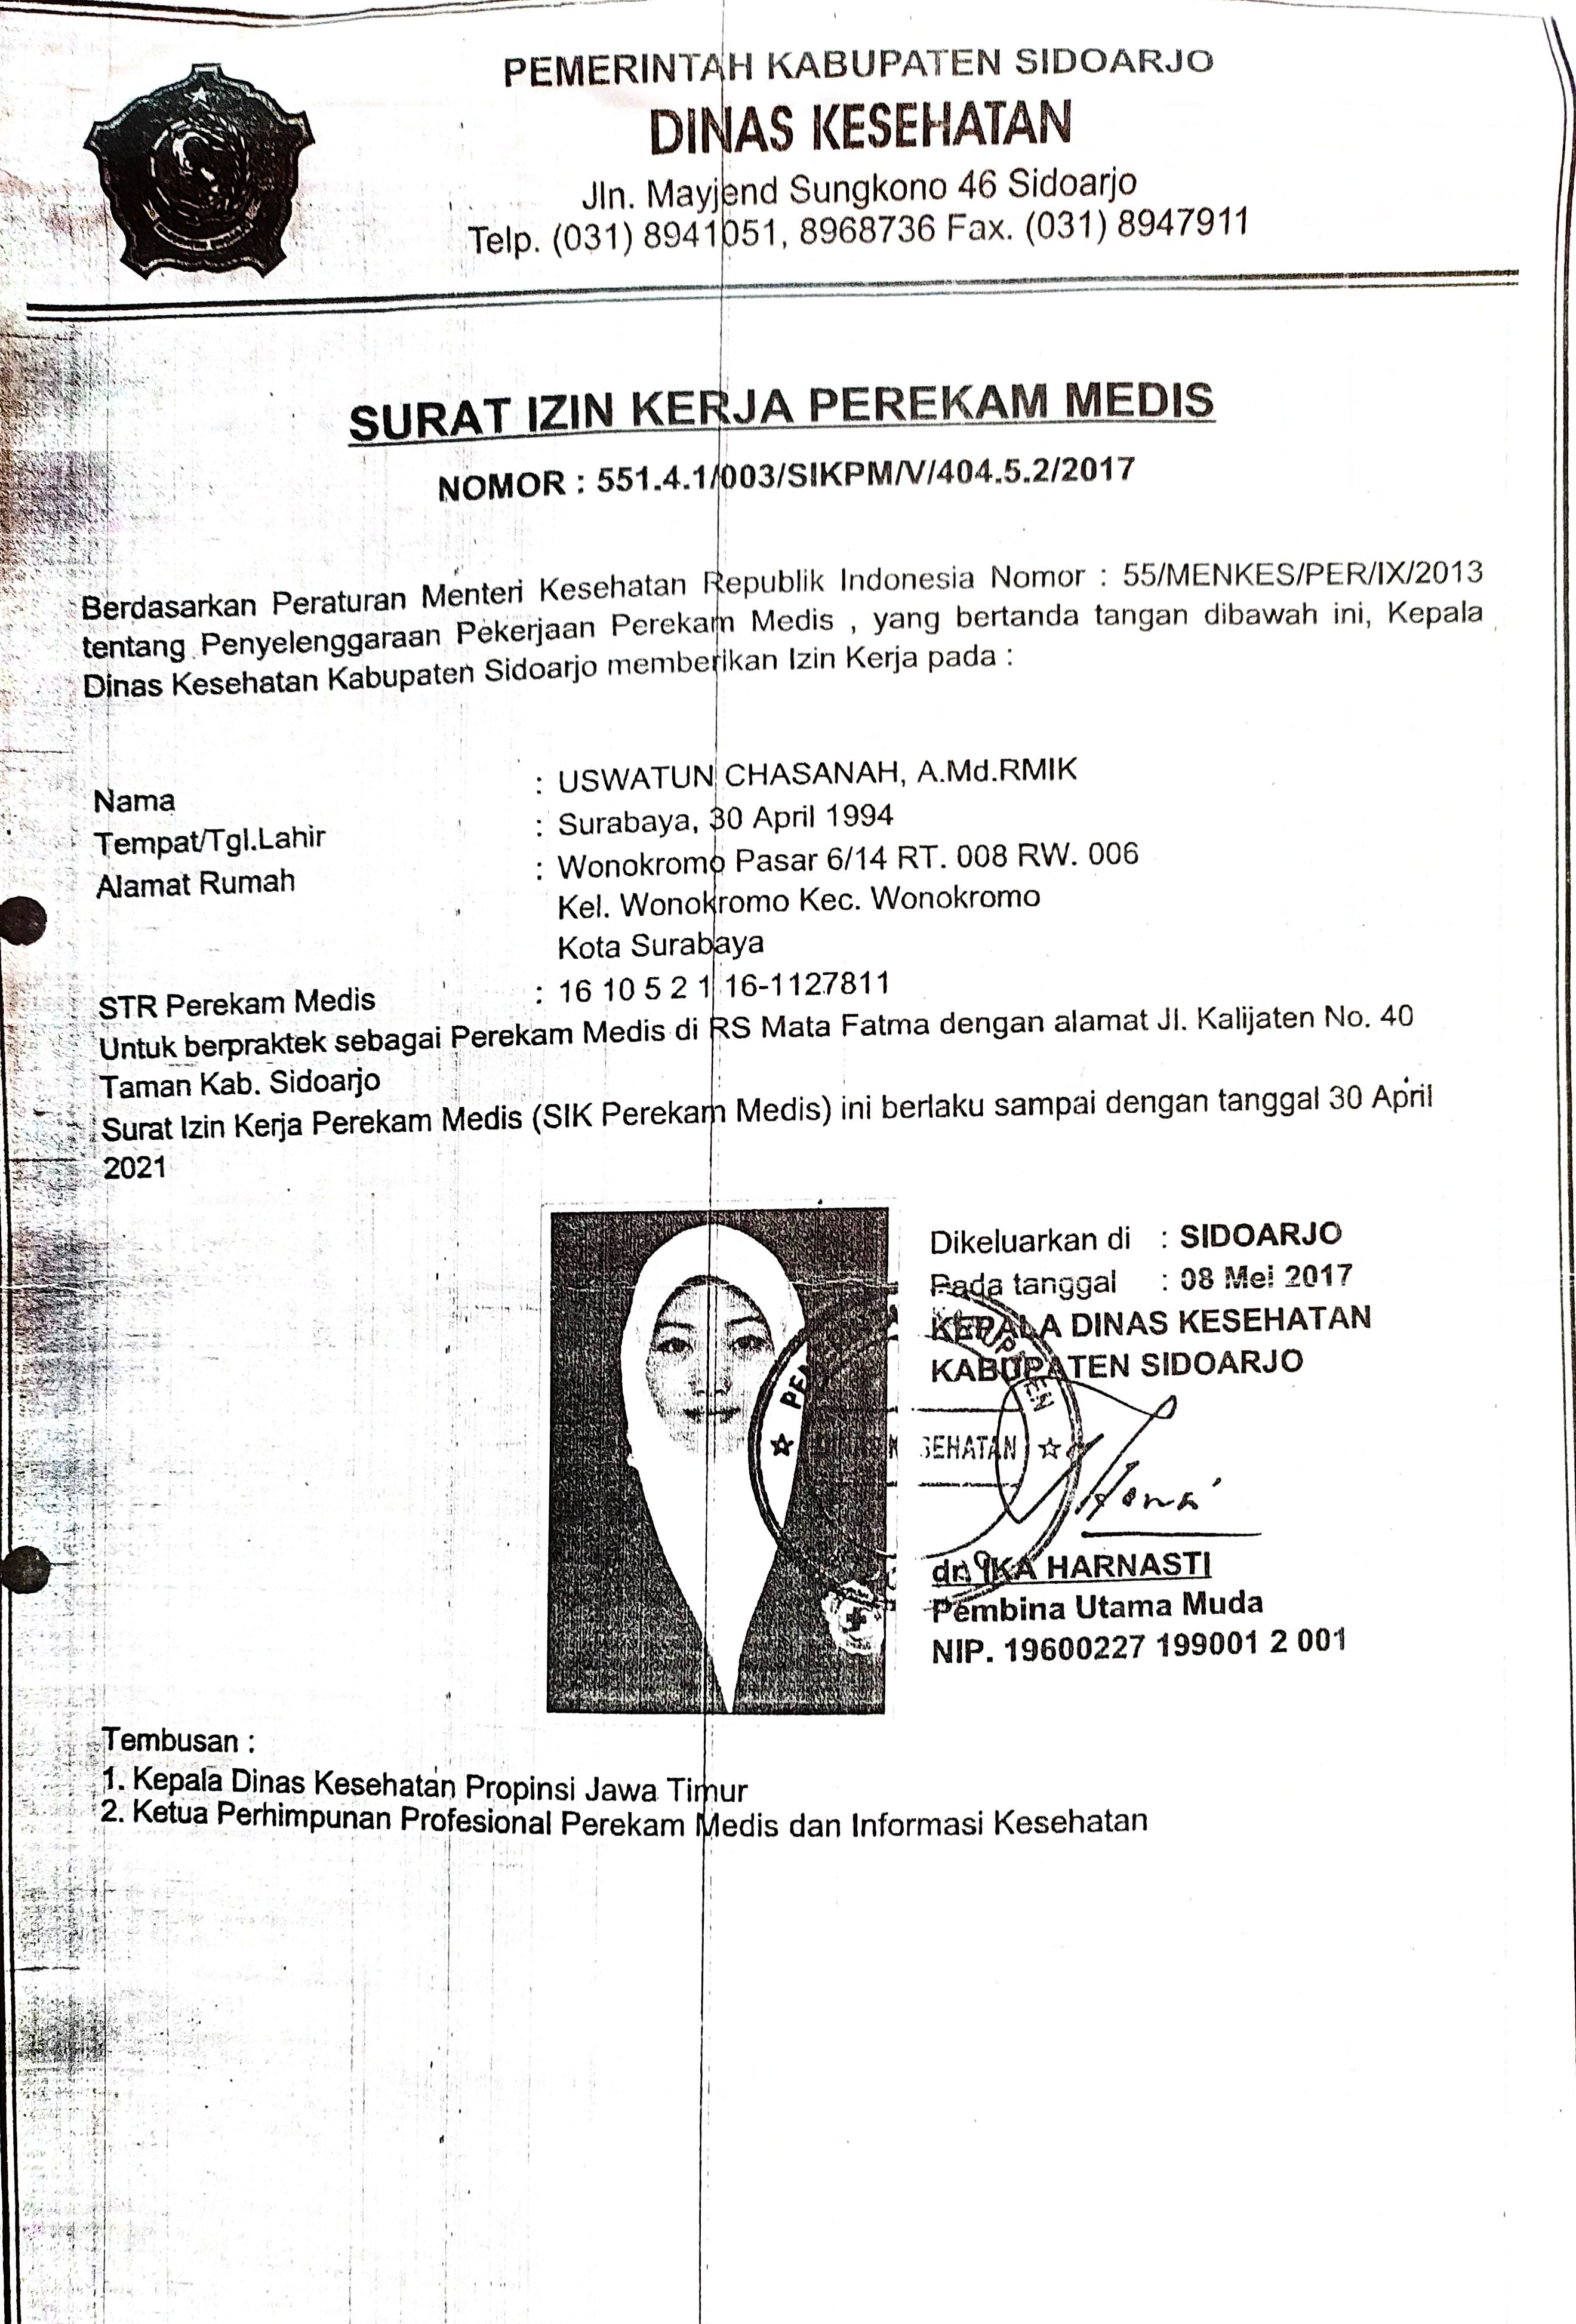 PEMERINTAH KABUPATEN SIDOARJO
DINAS KESEHATAN
Jln. Mayjend Sungkono 46 Sidoarjo
Telp. (031) 8941051, 8968736 Fax. (031) 8947911
SURAT IZIN KERJA PEREKAM MEDIS
NOMOR : 551.4.1/003/SIKPM/V/404.5.2/2017
Berdasarkan Peraturan Menteri Kesehatan Republik Indonesia Nomor : 55/MENKES/PER/IX/2013
tentang Penyelenggaraan Pekerjaan Perekam Medis , yang bertanda tangan dibawah ini, Kepala
Dinas Kesehatan Kabupaten Sidoarjo memberikan Izin Kerja pada :
Nama : USWATUN CHASANAH, A.Md.RMIK
Tempat/Tgl.Lahir : Surabaya, 30 April 1994
Alamat Rumah : Wonokromo Pasar 6/14 RT. 008 RW. 006
Kel. Wonokromo Kec. Wonokromo
Kota Surabaya
STR Perekam Medis : 16 10 5 2 1 16-1127811
Untuk berpraktek sebagai Perekam Medis di RS Mata Fatma dengan alamat Jl. Kalijaten No. 40
Taman Kab. Sidoarjo
Surat Izin Kerja Perekam Medis (SIK Perekam Medis) ini berlaku sampai dengan tanggal 30 April
2021
Dikeluarkan di : SIDOARJO
Pada tanggal : 08 Mei 2017
KEPALA DINAS KESEHATAN
KABUPATEN SIDOARJO
SEHATAN
dr. IKA HARNASTI
Pembina Utama Muda
NIP. 19600227 199001 2 001
Tembusan :
1. Kepala Dinas Kesehatan Propinsi Jawa Timur
2. Ketua Perhimpunan Profesional Perekam Medis dan Informasi Kesehatan